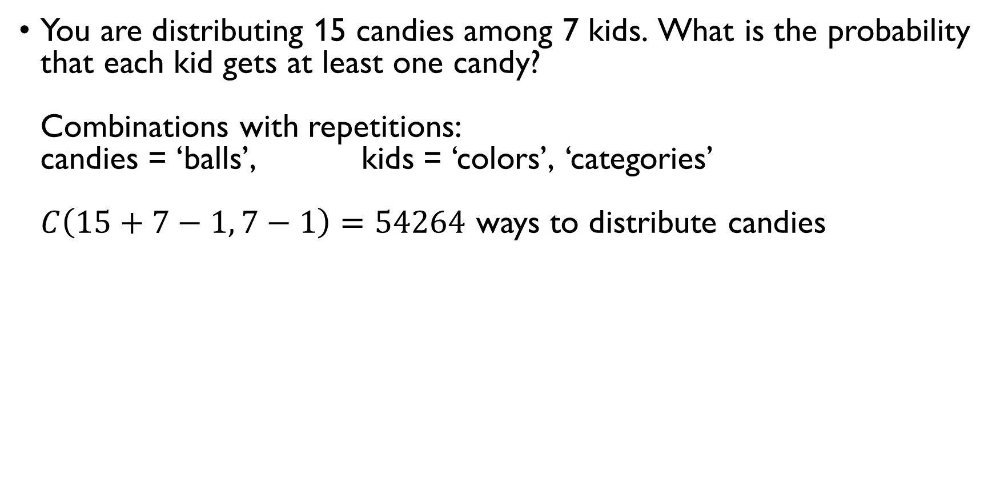 • You are distributing 15 candies among 7 kids. What is the probability
that each kid gets at least one candy?
Combinations with repetitions:
candies = ‘balls’, kids = ‘colors’, ‘categories’
𝐶(15 + 7 − 1, 7 − 1) = 54264 ways to distribute candies